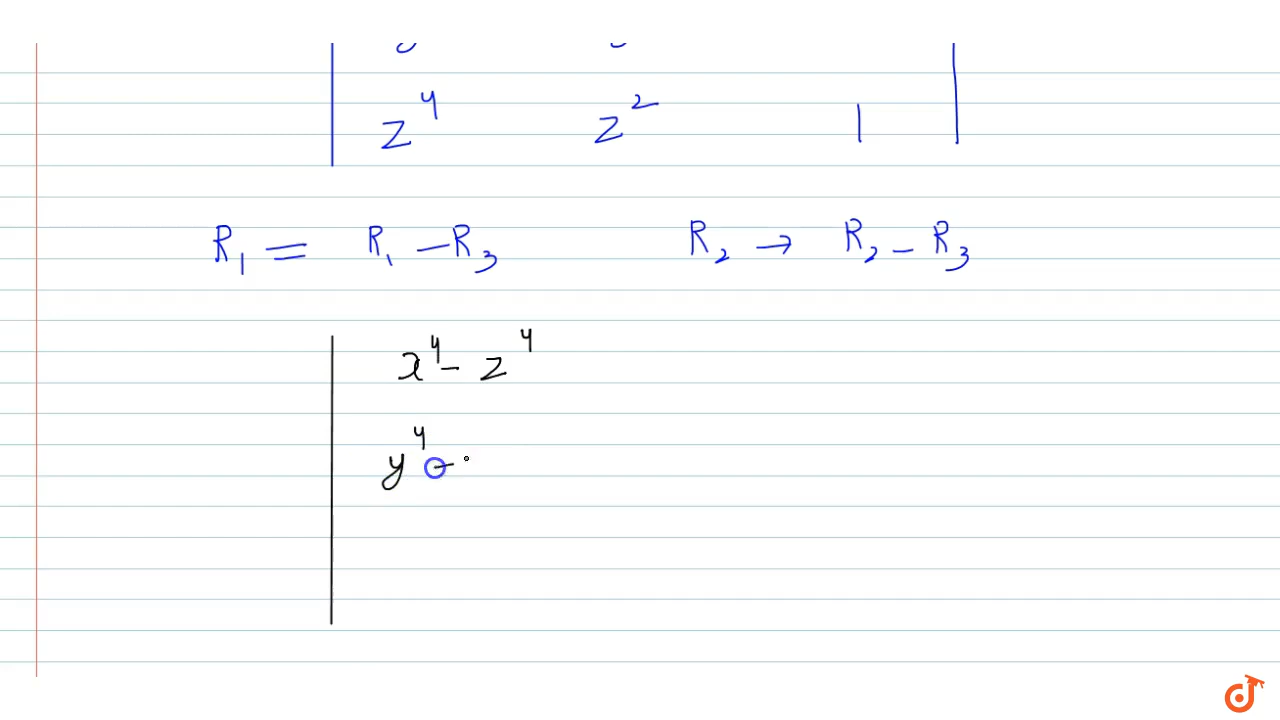 z⁴ z² 1
R₁ = R₁ - R₃ R₂ → R₂ - R₃
x⁴ - z⁴
y⁴ -